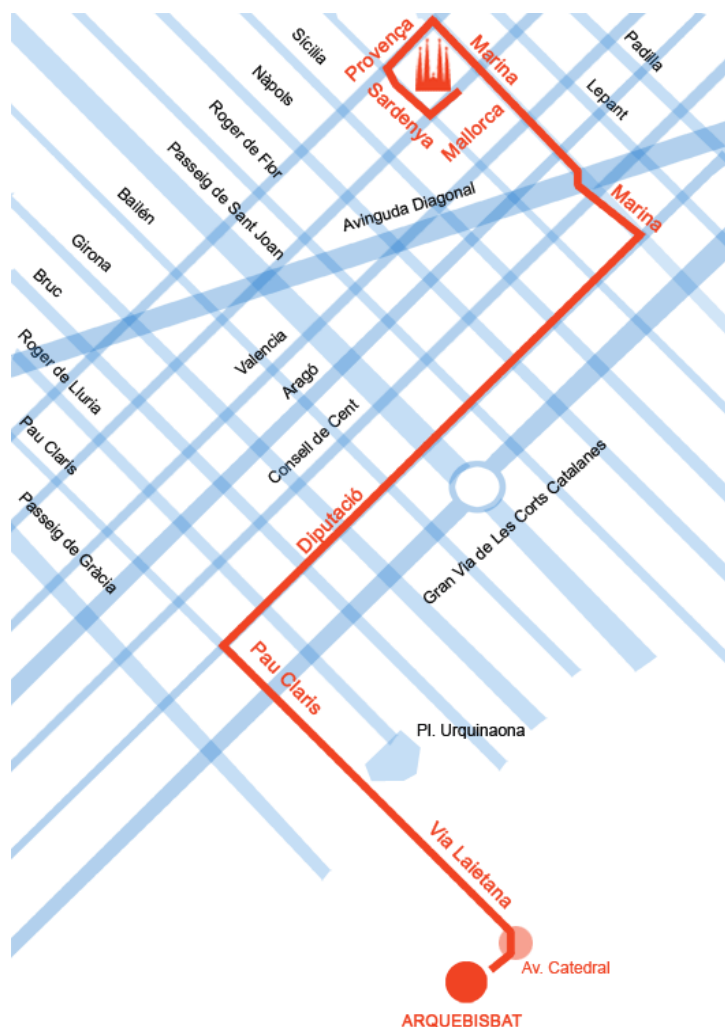 Sícilia
Provença
Marina
Padilla
Nàpols
Lepant
Sardenya
Mallorca
Roger de Flor
Passeig de Sant Joan
Marina
Bailén
Avinguda Diagonal
Girona
Bruc
Roger de Lluria
Valencia
Aragó
Consell de Cent
Pau Claris
Passeig de Gràcia
Diputació
Gran Via de Les Corts Catalanes
Pau Claris
Pl. Urquinaona
Via Laietana
Av. Catedral
ARQUEBISBAT